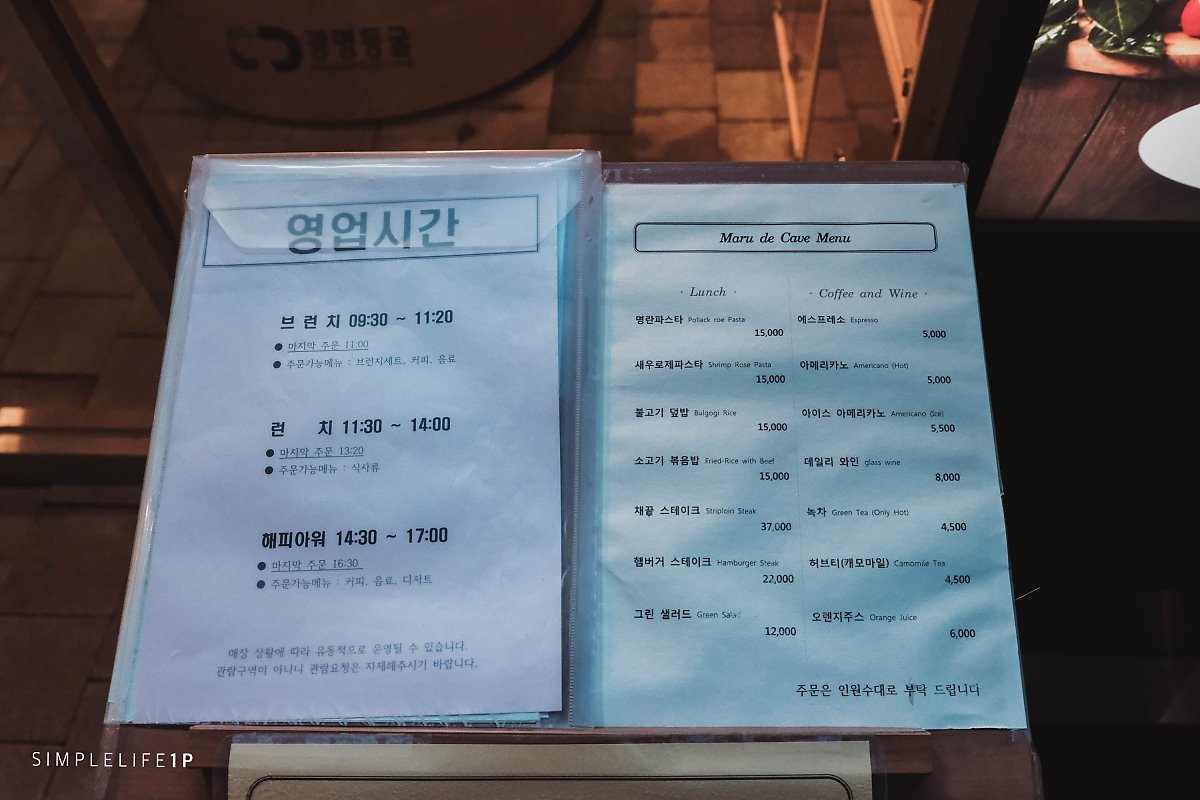 광명동굴
영업시간
브 런 치 09:30 ~ 11:20
● 마지막 주문 11:00
● 주문가능메뉴 : 브런치세트, 커피, 음료
런 치 11:30 ~ 14:00
● 마지막 주문 13:20
● 주문가능메뉴 : 식사류
해피아워 14:30 ~ 17:00
● 마지막 주문 16:30
● 주문가능메뉴 : 커피, 음료, 디저트
매장 상황에 따라 유동적으로 운영될 수 있습니다.
관람구역이 아니니 관람요청은 자제해주시기 바랍니다.
Maru de Cave Menu
· Lunch ·
명란파스타 Pollack roe Pasta
15,000
새우로제파스타 Shrimp Rose Pasta
15,000
불고기 덮밥 Bulgogi Rice
15,000
소고기 볶음밥 Fried-Rice with Beef
15,000
채끝 스테이크 Striploin Steak
37,000
햄버거 스테이크 Hamburger Steak
22,000
그린 샐러드 Green Salad
12,000
· Coffee and Wine ·
에스프레소 Espresso
5,000
아메리카노 Americano (Hot)
5,000
아이스 아메리카노 Americano (Ice)
5,500
데일리 와인 glass wine
8,000
녹차 Green Tea (Only Hot)
4,500
허브티(캐모마일) Camomile Tea
4,500
오렌지주스 Orange Juice
6,000
주문은 인원수대로 부탁 드립니다
SIMPLELIFE1P